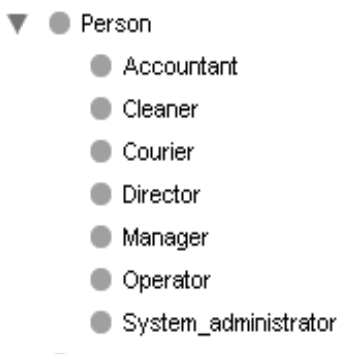 Person
Accountant
Cleaner
Courier
Director
Manager
Operator
System_administrator